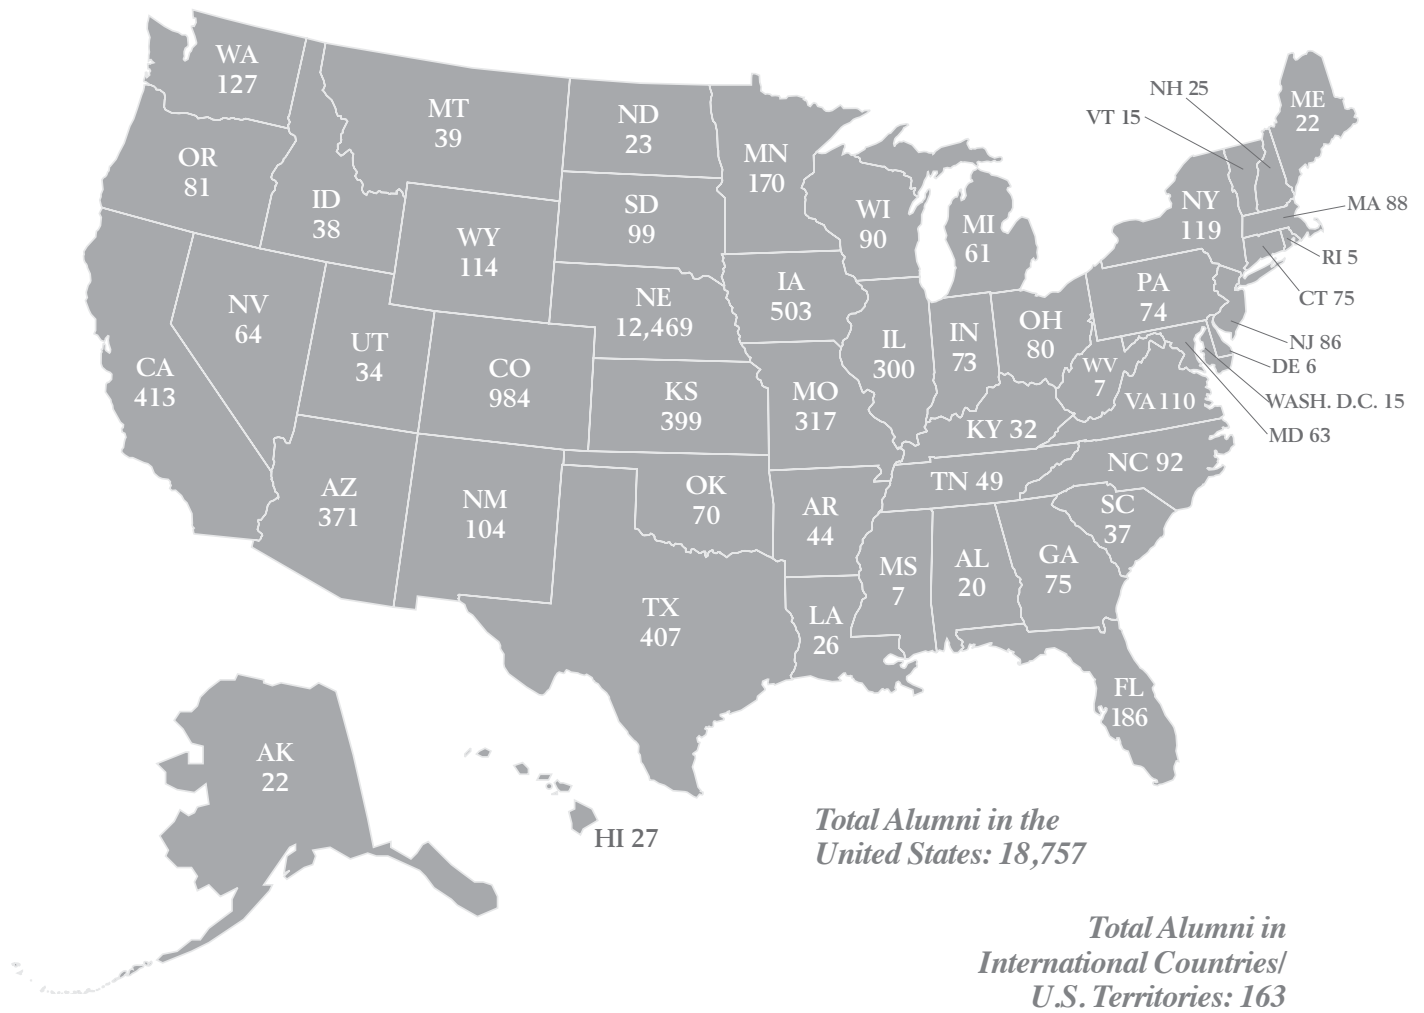 WA
127
MT
39
ND
23
MN
170
NH 25
VT 15
ME
22
OR
81
ID
38
SD
99
WI
90
MI
61
NY
119
MA 88
RI 5
WY
114
CT 75
NV
64
NE
12,469
IA
503
PA
74
UT
34
IL
300
IN
73
OH
80
NJ 86
DE 6
CA
413
CO
984
KS
399
MO
317
WV
7
VA 110
WASH. D.C. 15
MD 63
KY 32
NC 92
TN 49
AZ
371
NM
104
OK
70
AR
44
SC
37
MS
7
AL
20
GA
75
TX
407
LA
26
FL
186
AK
22
HI 27
Total Alumni in the
United States: 18,757
Total Alumni in
International Countries/
U.S. Territories: 163